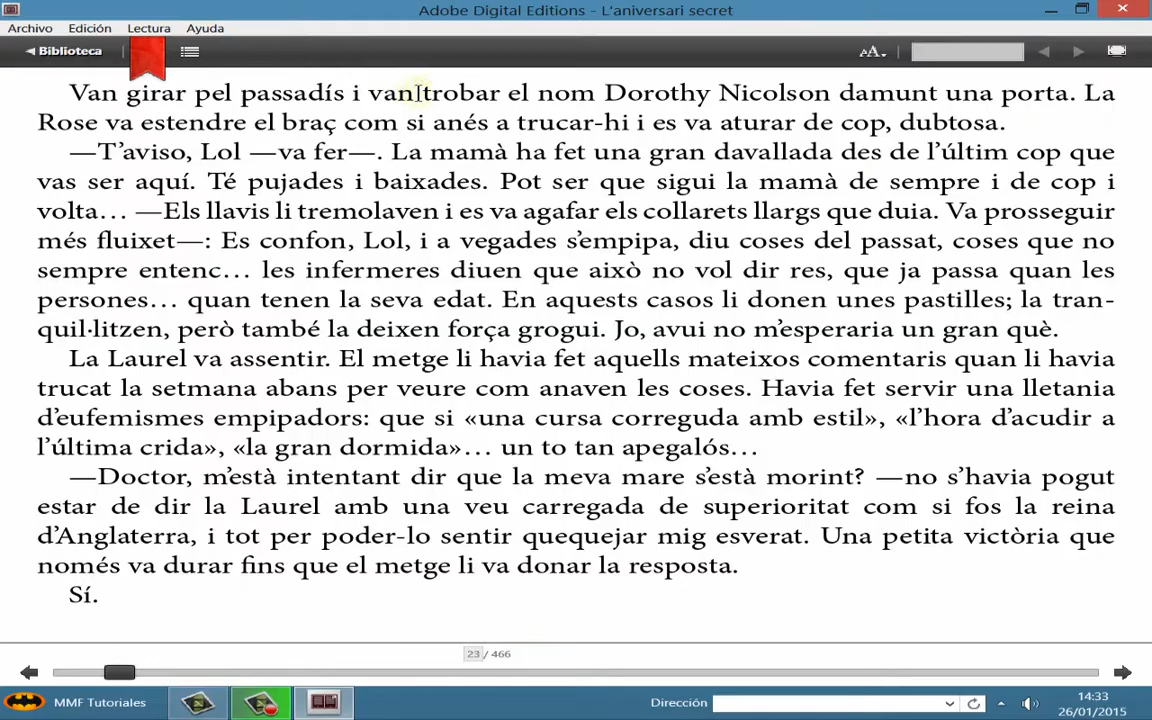 Adobe Digital Editions - L'aniversari secret
Archivo Edición Lectura Ayuda
Biblioteca AA
Van girar pel passadís i van trobar el nom Dorothy Nicolson damunt una porta. La
Rose va estendre el braç com si anés a trucar-hi i es va aturar de cop, dubtosa.
—T’aviso, Lol —va fer—. La mamà ha fet una gran davallada des de l’últim cop que
vas ser aquí. Té pujades i baixades. Pot ser que sigui la mamà de sempre i de cop i
volta… —Els llavis li tremolaven i es va agafar els collarets llargs que duia. Va prosseguir
més fluixet—: Es confon, Lol, i a vegades s’empipa, diu coses del passat, coses que no
sempre entenc… les infermeres diuen que això no vol dir res, que ja passa quan les
persones… quan tenen la seva edat. En aquests casos li donen unes pastilles; la tran-
quil·litzen, però també la deixen força grogui. Jo, avui no m’esperaria un gran què.
La Laurel va assentir. El metge li havia fet aquells mateixos comentaris quan li havia
trucat la setmana abans per veure com anaven les coses. Havia fet servir una lletania
d’eufemismes empipadors: que si «una cursa correguda amb estil», «l’hora d’acudir a
l’última crida», «la gran dormida»… un to tan apegalós…
—Doctor, m’està intentant dir que la meva mare s’està morint? —no s’havia pogut
estar de dir la Laurel amb una veu carregada de superioritat com si fos la reina
d’Anglaterra, i tot per poder-lo sentir quequejar mig esverat. Una petita victòria que
només va durar fins que el metge li va donar la resposta.
Sí.
23 / 466
MMF Tutoriales Dirección 14:33
26/01/2015